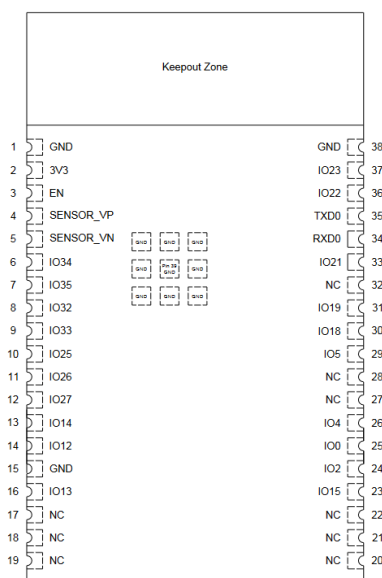 Keepout Zone
1 GND GND 38
2 3V3 IO23 37
3 EN IO22 36
4 SENSOR_VP TXD0 35
5 SENSOR_VN GND GND GND RXD0 34
6 IO34 GND Pin 39 GND GND IO21 33
7 IO35 NC 32
8 IO32 GND GND GND IO19 31
9 IO33 IO18 30
10 IO25 IO5 29
11 IO26 NC 28
12 IO27 NC 27
13 IO14 IO4 26
14 IO12 IO0 25
15 GND IO2 24
16 IO13 IO15 23
17 NC NC 22
18 NC NC 21
19 NC NC 20